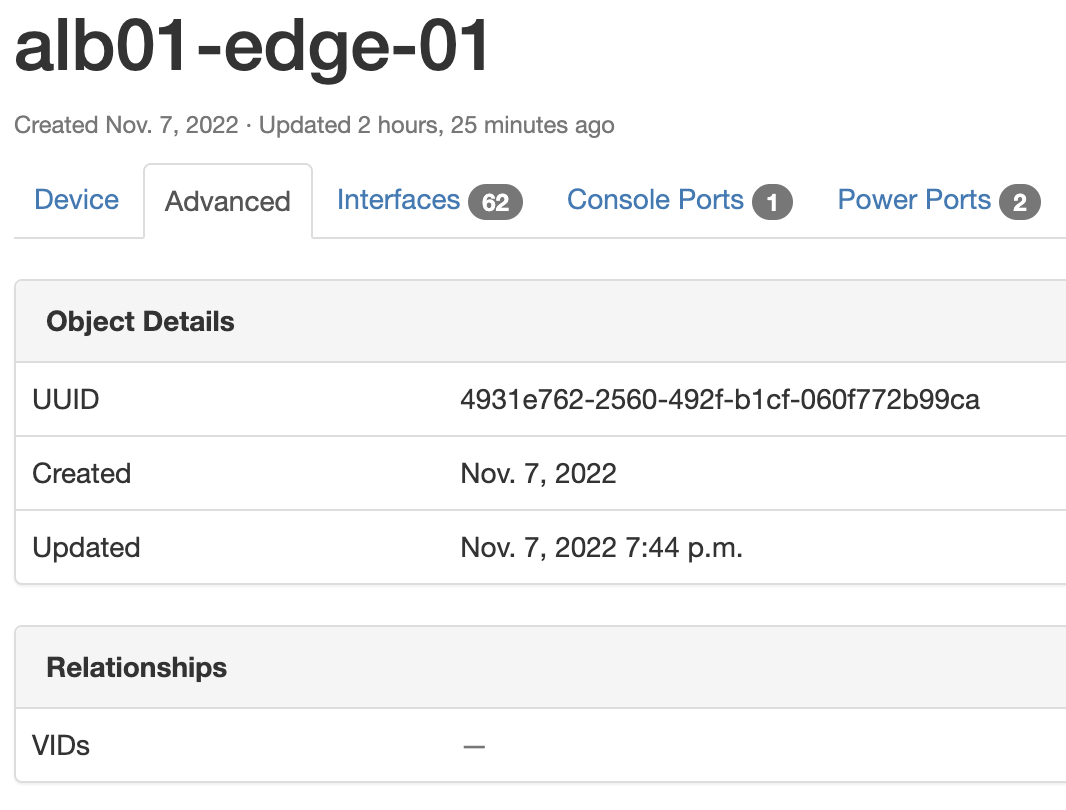 alb01-edge-01
Created Nov. 7, 2022 · Updated 2 hours, 25 minutes ago
Device Advanced Interfaces 62 Console Ports 1 Power Ports 2
Object Details
UUID 4931e762-2560-492f-b1cf-060f772b99ca
Created Nov. 7, 2022
Updated Nov. 7, 2022 7:44 p.m.
Relationships
VIDs —